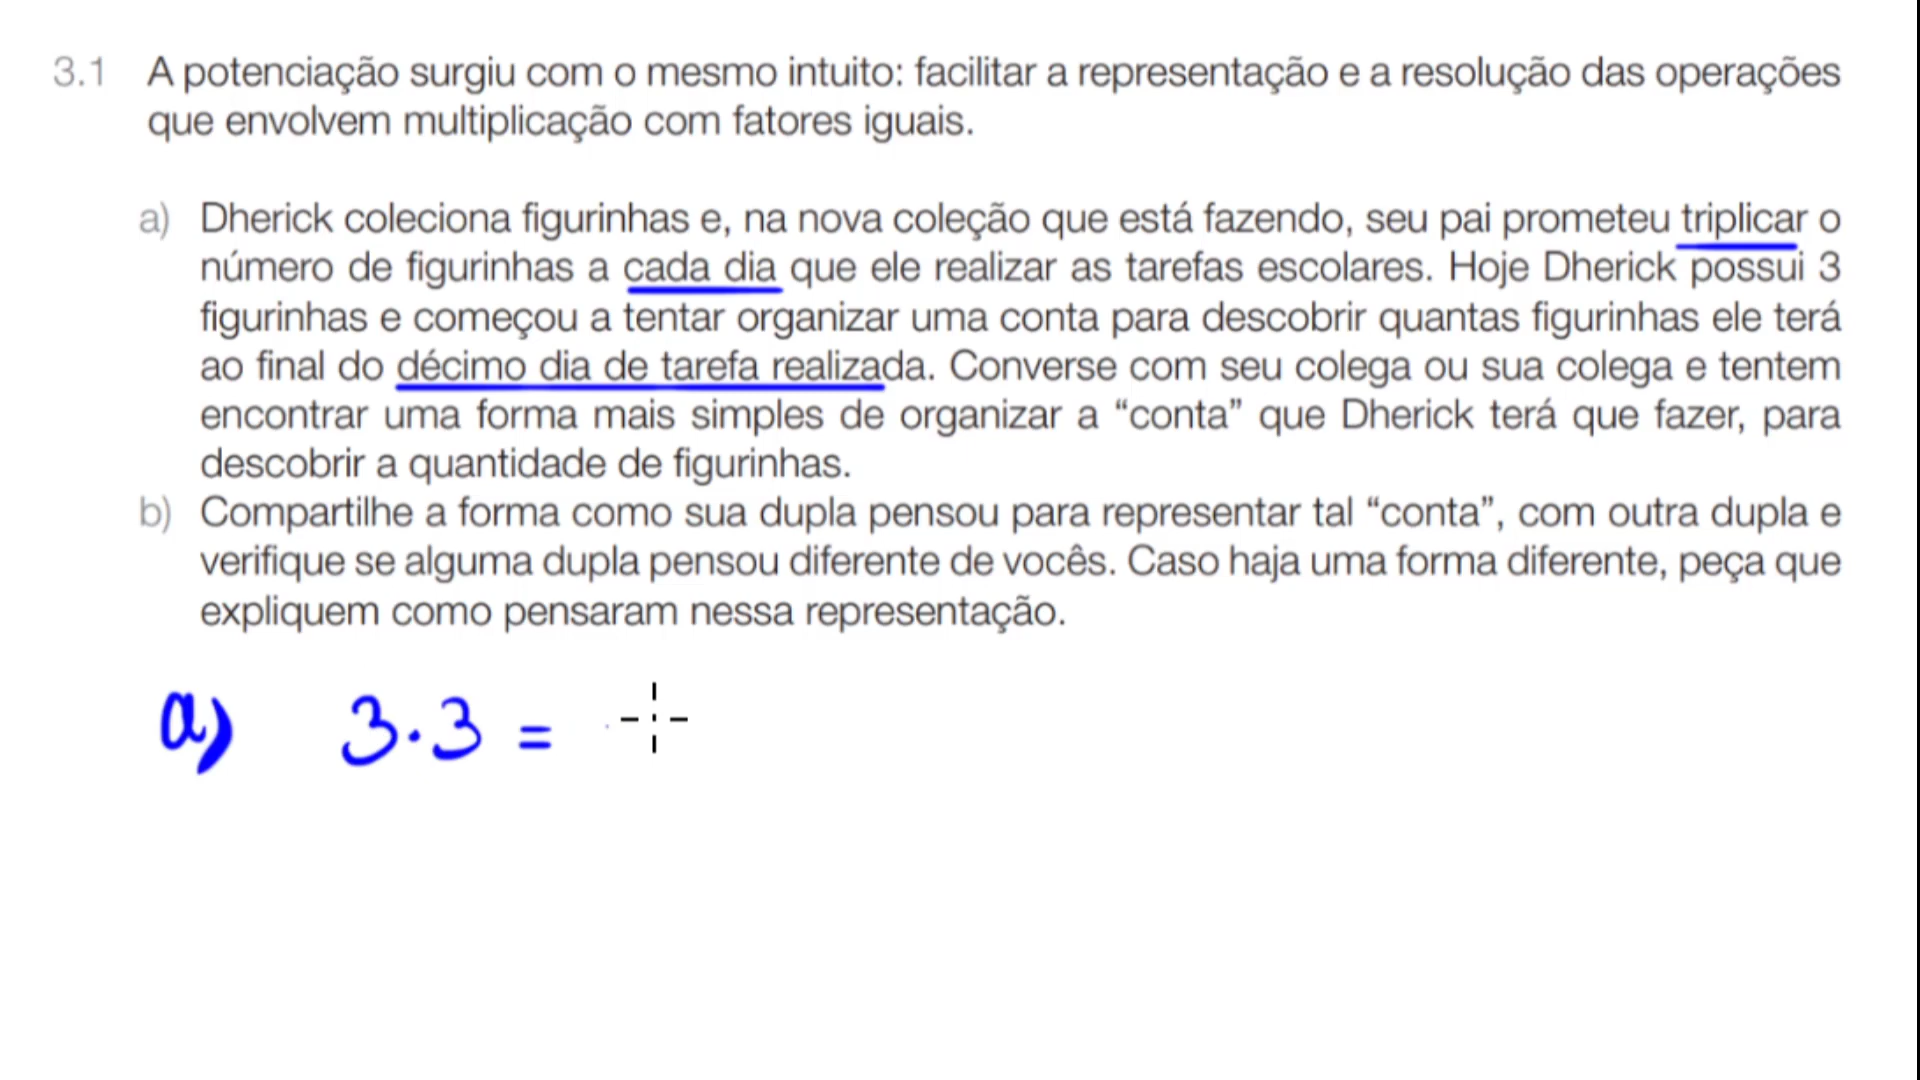 3.1 A potenciação surgiu com o mesmo intuito: facilitar a representação e a resolução das operações
que envolvem multiplicação com fatores iguais.
a) Dherick coleciona figurinhas e, na nova coleção que está fazendo, seu pai prometeu triplicar o
número de figurinhas a cada dia que ele realizar as tarefas escolares. Hoje Dherick possui 3
figurinhas e começou a tentar organizar uma conta para descobrir quantas figurinhas ele terá
ao final do décimo dia de tarefa realizada. Converse com seu colega ou sua colega e tentem
encontrar uma forma mais simples de organizar a “conta” que Dherick terá que fazer, para
descobrir a quantidade de figurinhas.
b) Compartilhe a forma como sua dupla pensou para representar tal “conta”, com outra dupla e
verifique se alguma dupla pensou diferente de vocês. Caso haja uma forma diferente, peça que
expliquem como pensaram nessa representação.
a) 3·3 =